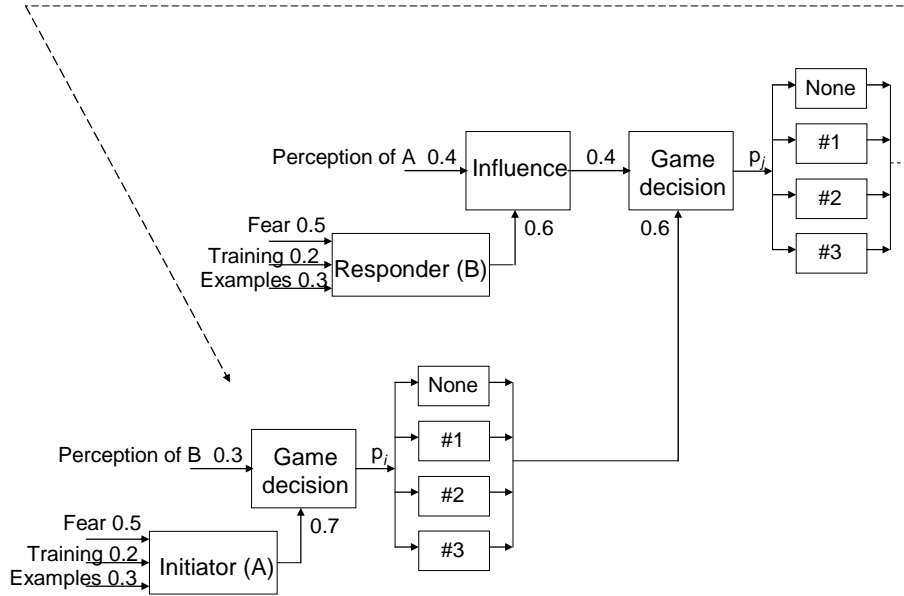 None
#1
#2
#3
Perception of A 0.4
Influence
0.4
Game
decision
p_j
0.6
0.6
Fear 0.5
Training 0.2
Examples 0.3
Responder (B)
None
#1
#2
#3
Perception of B 0.3
Game
decision
p_i
0.7
Fear 0.5
Training 0.2
Examples 0.3
Initiator (A)